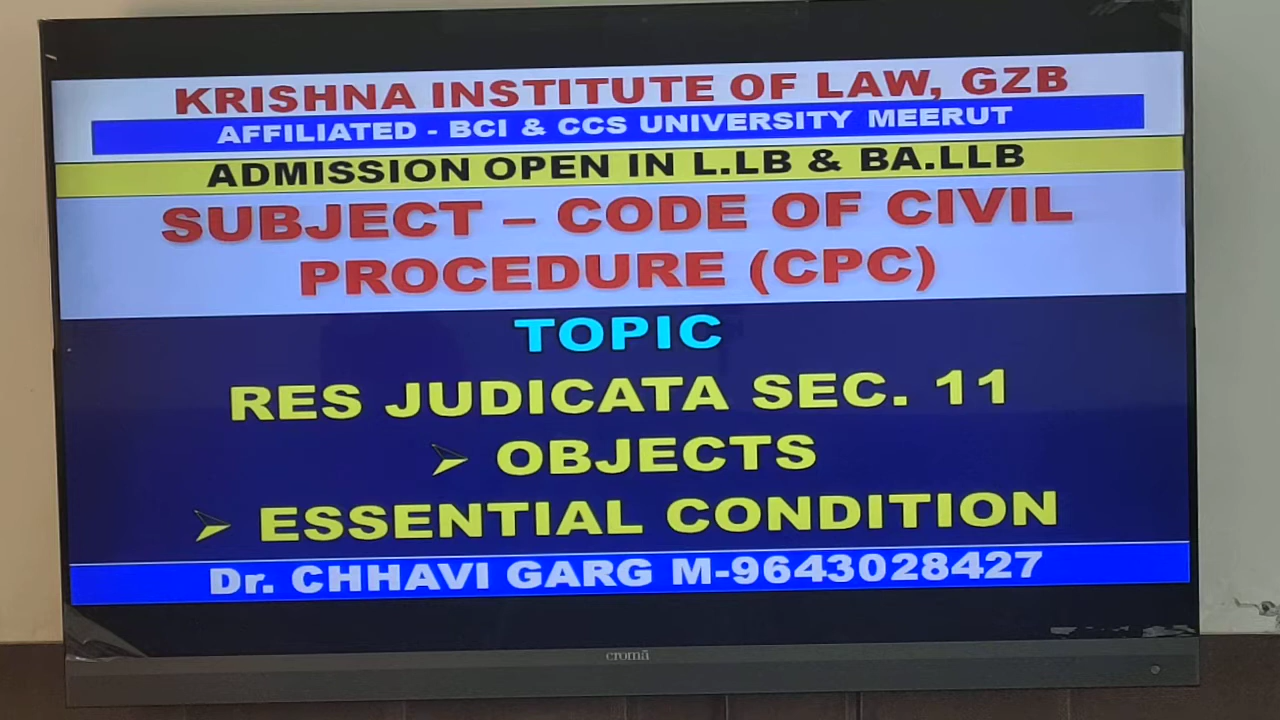 KRISHNA INSTITUTE OF LAW, GZB
AFFILIATED - BCI & CCS UNIVERSITY MEERUT
ADMISSION OPEN IN L.LB & BA.LLB
SUBJECT – CODE OF CIVIL
PROCEDURE (CPC)
TOPIC
RES JUDICATA SEC. 11
➢ OBJECTS
➢ ESSENTIAL CONDITION
Dr. CHHAVI GARG M-9643028427
cromā